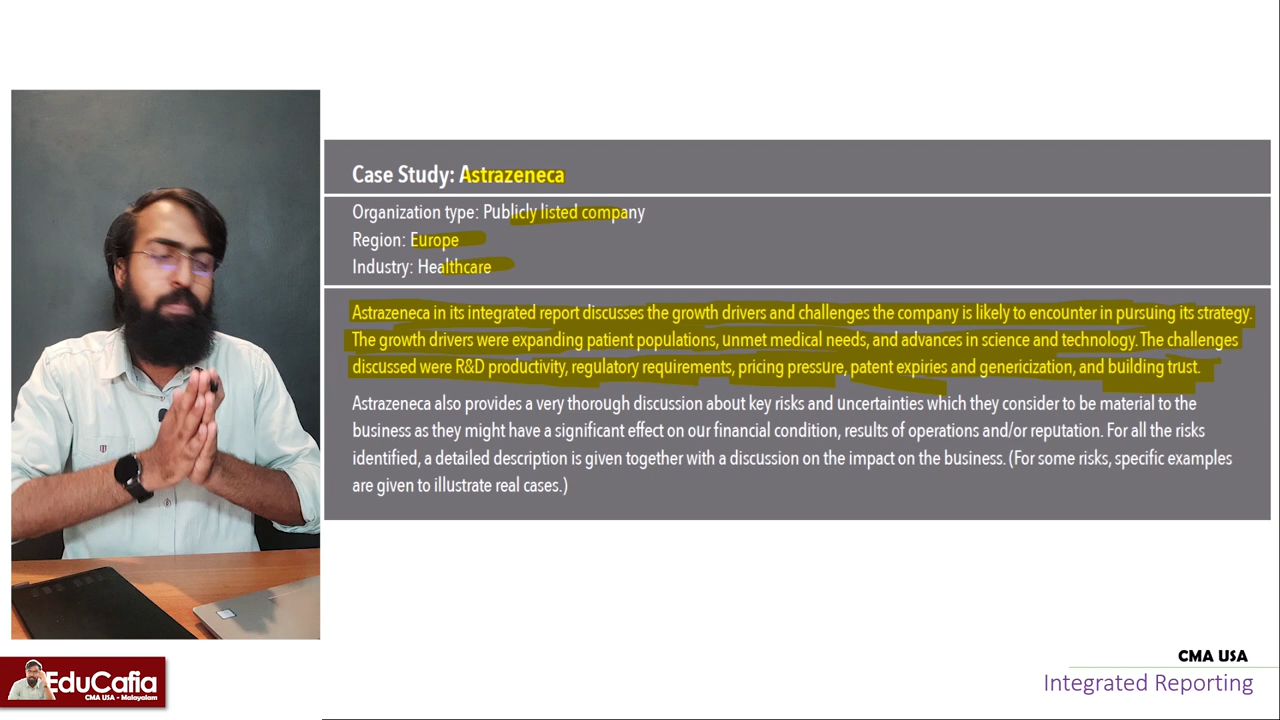 Case Study: Astrazeneca
Organization type: Publicly listed company
Region: Europe
Industry: Healthcare
Astrazeneca in its integrated report discusses the growth drivers and challenges the company is likely to encounter in pursuing its strategy.
The growth drivers were expanding patient populations, unmet medical needs, and advances in science and technology. The challenges
discussed were R&D productivity, regulatory requirements, pricing pressure, patent expiries and genericization, and building trust.
Astrazeneca also provides a very thorough discussion about key risks and uncertainties which they consider to be material to the
business as they might have a significant effect on our financial condition, results of operations and/or reputation. For all the risks
identified, a detailed description is given together with a discussion on the impact on the business. (For some risks, specific examples
are given to illustrate real cases.)
CMA USA
Integrated Reporting
EduCafia
CMA USA - Malayalam